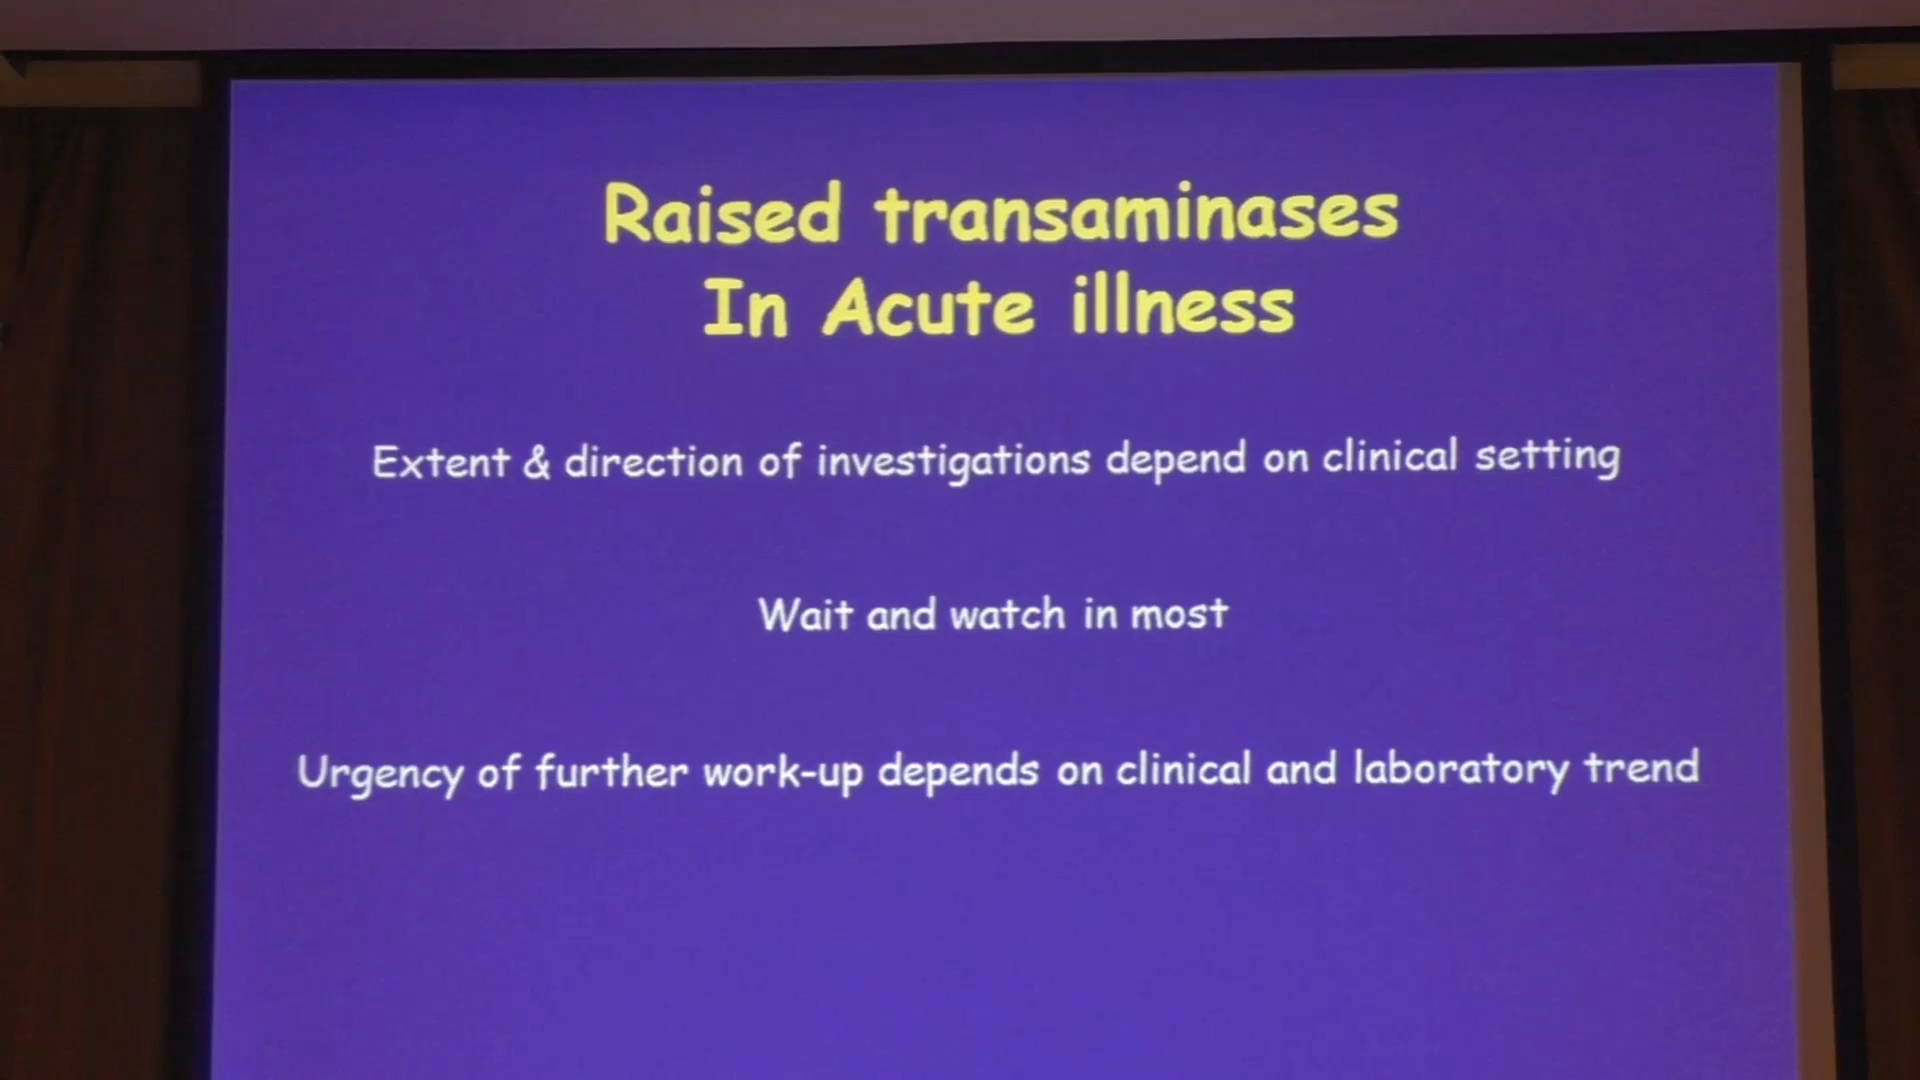 Raised transaminases
In Acute illness
Extent & direction of investigations depend on clinical setting
Wait and watch in most
Urgency of further work-up depends on clinical and laboratory trend